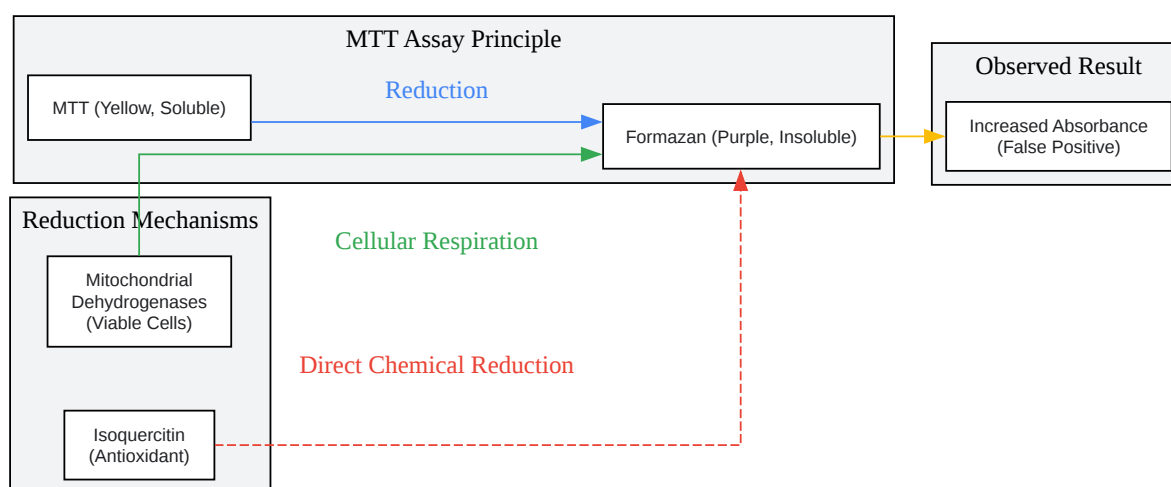 MTT Assay Principle
MTT (Yellow, Soluble)
Reduction
Formazan (Purple, Insoluble)
Observed Result
Increased Absorbance
(False Positive)
Reduction Mechanisms
Mitochondrial
Dehydrogenases
(Viable Cells)
Cellular Respiration
Direct Chemical Reduction
Isoquercitin
(Antioxidant)